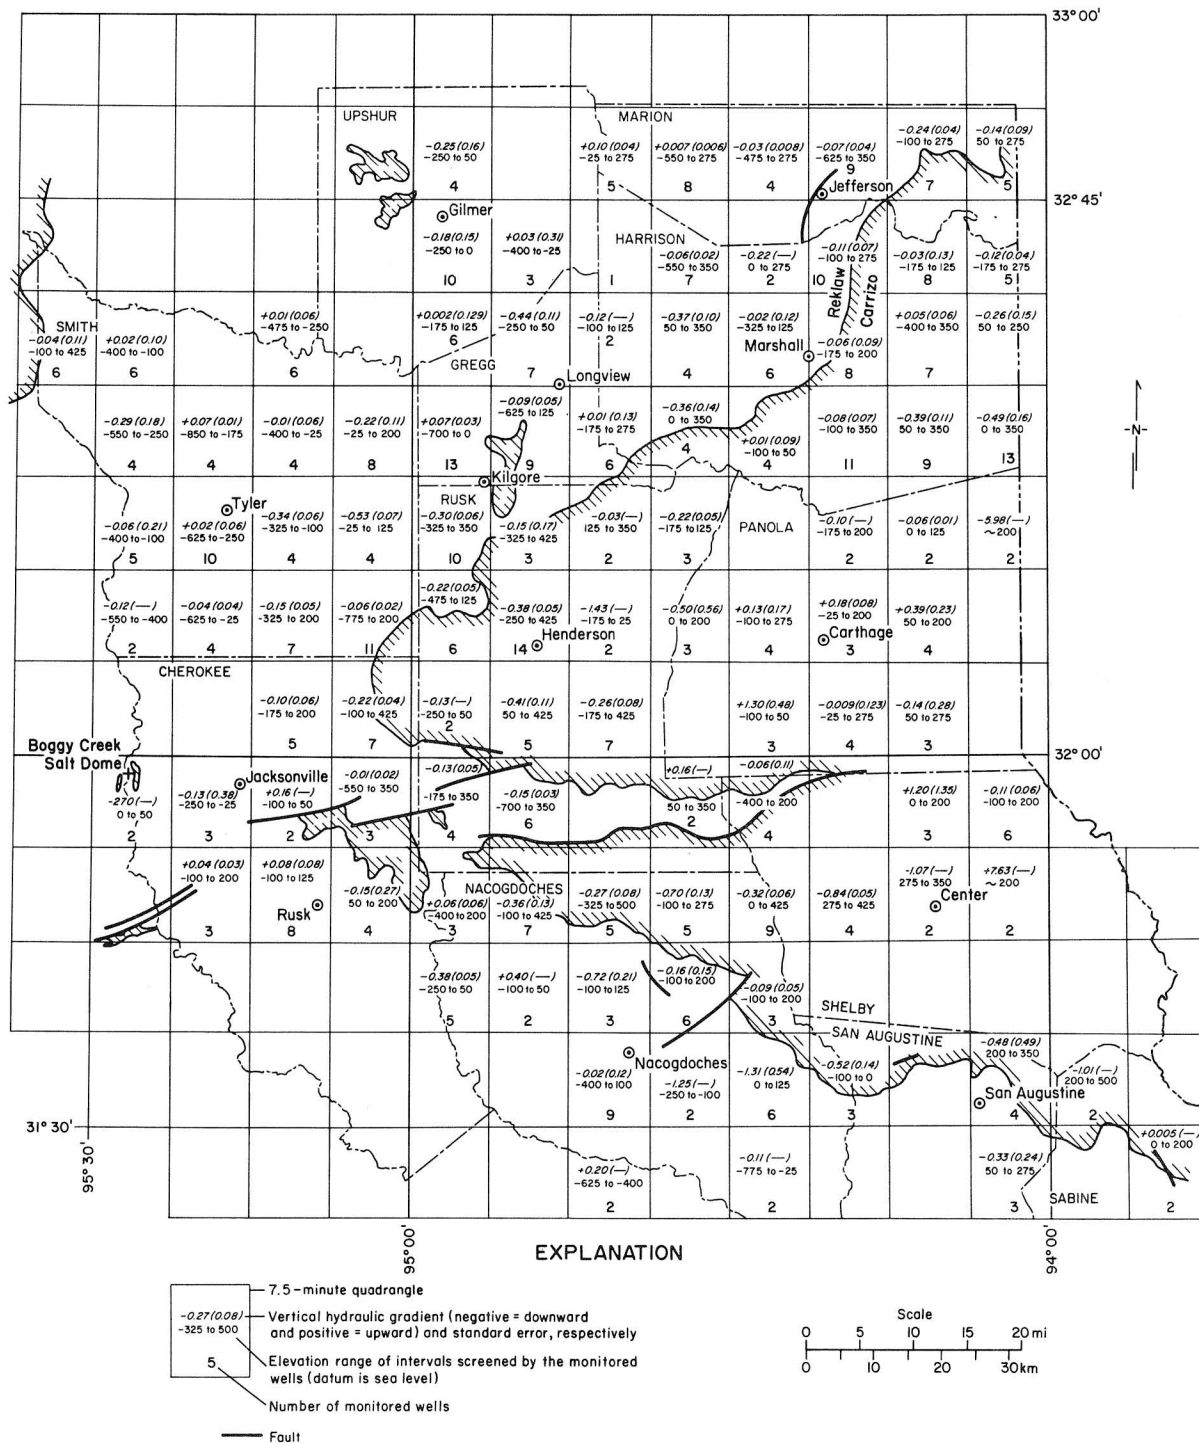 33°00'
UPSHUR
MARION
-0.25(0.16)
-250 to 50
4
+0.10(.004)
-25 to 275
5
+0.007(0.006)
-550 to 275
8
-0.03(0.008)
-475 to 275
4
-0.07(0.04)
-625 to 350
9
-0.24(0.04)
-100 to 275
7
-0.14(0.09)
50 to 275
5
Jefferson
32°45'
Gilmer
HARRISON
-0.18(0.15)
-250 to 0
10
+0.03(0.31)
-400 to -25
3
1
-0.06(0.02)
-550 to 350
7
-0.22(—)
0 to 275
2
-0.11(0.07)
-100 to 275
10
-0.03(0.13)
-175 to 125
8
-0.12(0.04)
-175 to 275
5
Reklaw
Carrizo
SMITH
-0.04(0.11)
-100 to 425
6
+0.02(0.10)
-400 to -100
6
+0.01(0.06)
-475 to -250
6
+0.002(0.129)
-175 to 125
6
GREGG
-0.44(0.11)
-250 to 50
7
-0.12(—)
-100 to 125
2
-0.37(0.10)
50 to 350
4
-0.02(0.12)
-325 to 125
6
Marshall
-0.06(0.09)
-175 to 200
8
+0.05(0.06)
-400 to 350
7
-0.26(0.15)
50 to 250
Longview
-0.29(0.18)
-550 to -250
4
+0.07(0.01)
-850 to -175
4
-0.01(0.06)
-400 to -25
4
-0.22(0.11)
-25 to 200
8
+0.07(0.03)
-700 to 0
13
-0.09(0.05)
-625 to 125
9
+0.01(0.13)
-175 to 275
6
-0.36(0.14)
0 to 350
4
+0.01(0.09)
-100 to 50
4
-0.08(0.07)
-100 to 350
11
-0.39(0.11)
50 to 350
9
-0.49(0.16)
0 to 350
13
-N-
Kilgore
Tyler
RUSK
PANOLA
-0.06(0.21)
-400 to -100
5
+0.02(0.06)
-625 to -250
10
-0.34(0.06)
-325 to -100
4
-0.53(0.07)
-25 to 125
4
-0.30(0.06)
-325 to 350
10
-0.15(0.17)
-325 to 425
3
-0.03(—)
125 to 350
2
-0.22(0.05)
-175 to 125
3
-0.10(—)
-175 to 200
2
-0.06(0.01)
0 to 125
2
-5.98(—)
~200
2
-0.12(—)
-550 to -400
2
-0.04(0.04)
-625 to -25
4
-0.15(0.05)
-325 to 200
7
-0.06(0.02)
-775 to 200
11
-0.22(0.05)
-475 to 125
6
-0.38(0.05)
-250 to 425
14
Henderson
-1.43(—)
-175 to 25
2
-0.50(0.56)
0 to 200
3
+0.13(0.17)
-100 to 275
4
+0.18(0.08)
-25 to 200
Carthage
3
+0.39(0.23)
50 to 200
4
CHEROKEE
-0.10(0.06)
-175 to 200
5
-0.22(0.04)
-100 to 425
7
-0.13(—)
-250 to 50
2
-0.41(0.11)
50 to 425
5
-0.26(0.08)
-175 to 425
7
+1.30(0.48)
-100 to 50
3
-0.009(0.123)
-25 to 275
4
-0.14(0.28)
50 to 275
3
32°00'
Boggy Creek
Salt Dome
-270(—)
0 to 50
2
Jacksonville
-0.13(0.38)
-250 to -25
3
+0.16(—)
-100 to 50
2
-0.01(0.02)
-550 to 350
3
-0.13(0.05)
-175 to 350
4
-0.15(0.03)
-700 to 350
6
+0.16(—)
50 to 350
2
-0.06(0.11)
-400 to 200
4
+1.20(1.35)
0 to 200
3
-0.11(0.06)
-100 to 200
6
+0.04(0.03)
-100 to 200
3
+0.08(0.08)
-100 to 125
Rusk
8
-0.15(0.27)
50 to 200
4
NACOGDOCHES
+0.06(0.06)
-400 to 200
3
-0.36(0.13)
-100 to 425
7
-0.27(0.08)
-325 to 500
5
-0.70(0.13)
-100 to 275
5
-0.32(0.06)
0 to 425
9
-0.84(0.05)
275 to 425
4
-1.07(—)
275 to 350
Center
2
+7.63(—)
~200
2
-0.38(0.05)
-250 to 50
5
+0.40(—)
-100 to 50
2
-0.72(0.21)
-100 to 125
3
-0.16(0.15)
-100 to 200
6
-0.09(0.05)
-100 to 200
3
SHELBY
SAN AUGUSTINE
Nacogdoches
-0.02(0.12)
-400 to 100
9
-1.25(—)
-250 to -100
2
-1.31(0.54)
0 to 125
6
-0.52(0.14)
-100 to 0
3
-0.48(0.49)
200 to 350
San Augustine
4
-1.01(—)
200 to 500
2
31°30'
+0.005(—)
0 to 200
2
+0.20(—)
-625 to -400
2
-0.11(—)
-775 to -25
2
-0.33(0.24)
50 to 275
3
SABINE
95°30'
95°00'
94°00'
EXPLANATION
7.5-minute quadrangle
-0.27(0.08)
-325 to 500
5
Vertical hydraulic gradient (negative = downward
and positive = upward) and standard error, respectively
Elevation range of intervals screened by the monitored
wells (datum is sea level)
Number of monitored wells
Fault
Scale
0 5 10 15 20 mi
0 10 20 30km